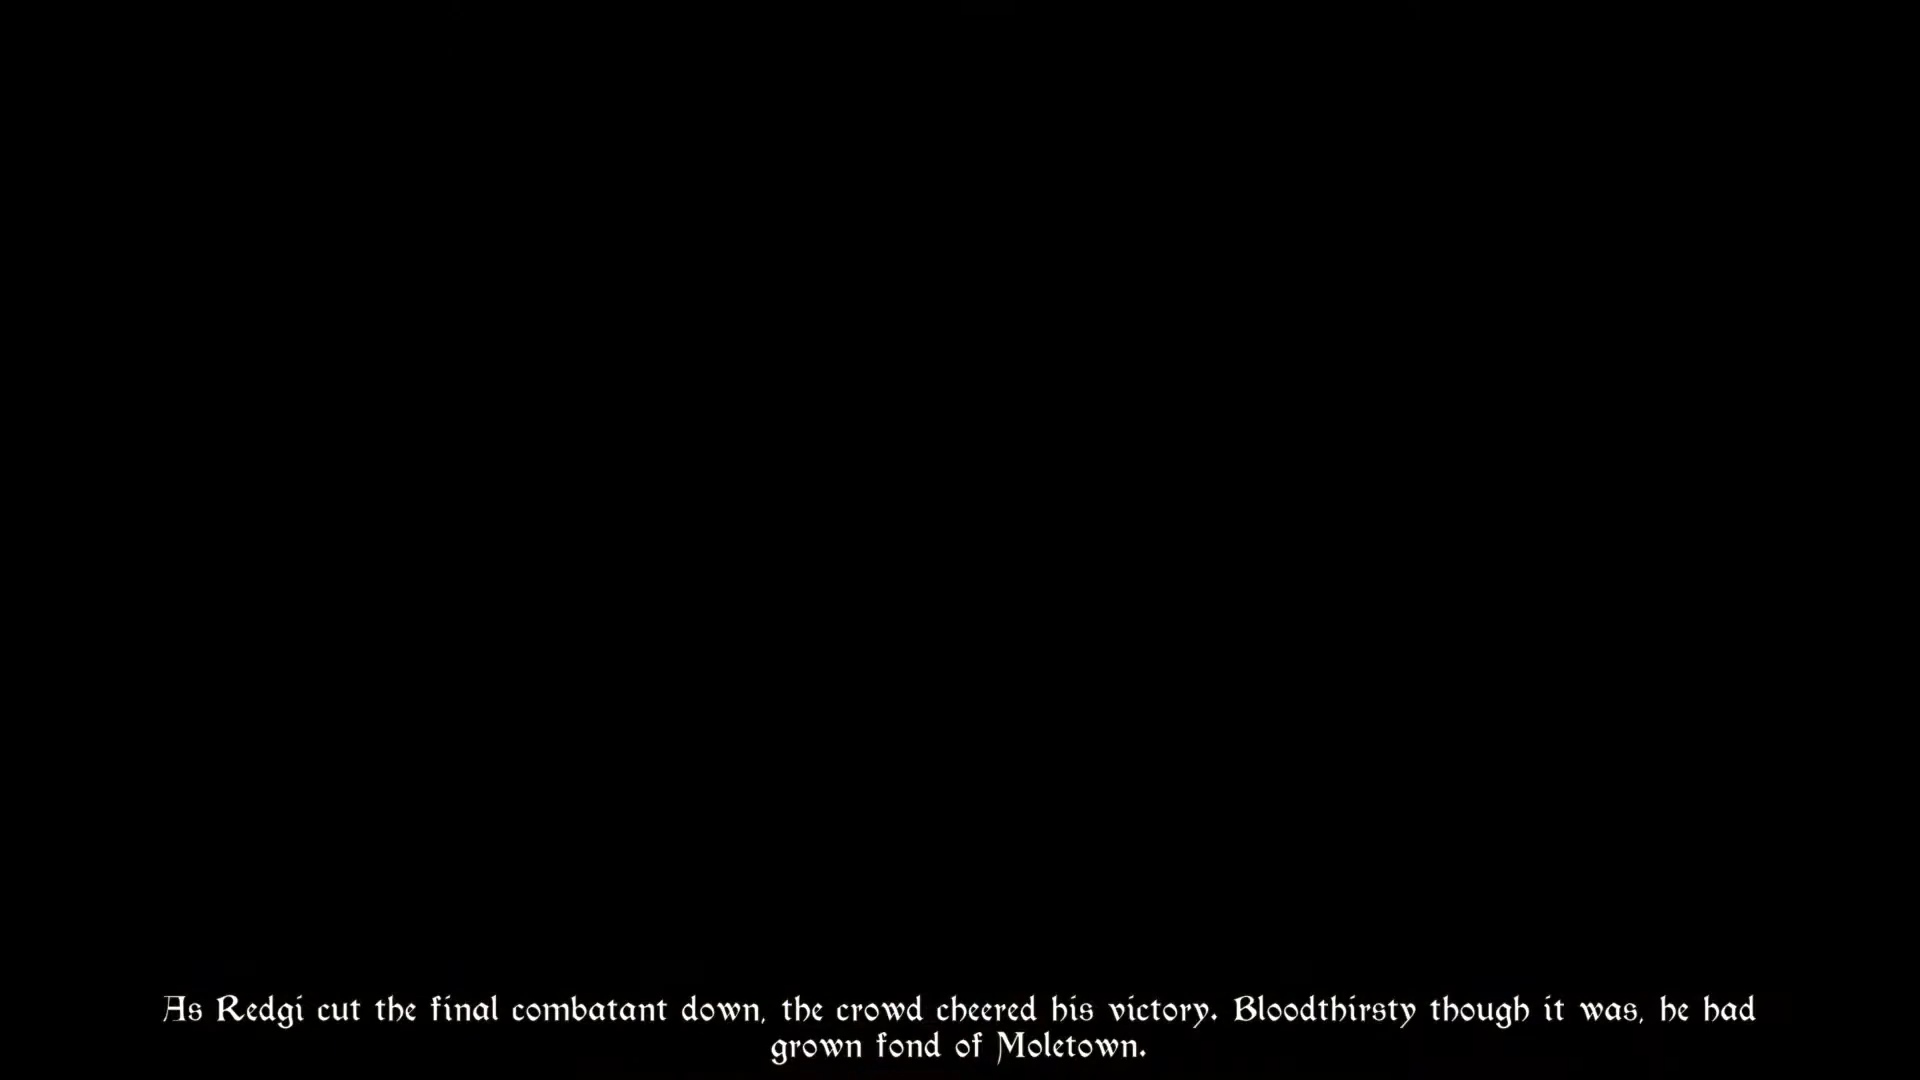 As Redgi cut the final combatant down, the crowd cheered his victory. Bloodthirsty though it was, he had
grown fond of Moletown.